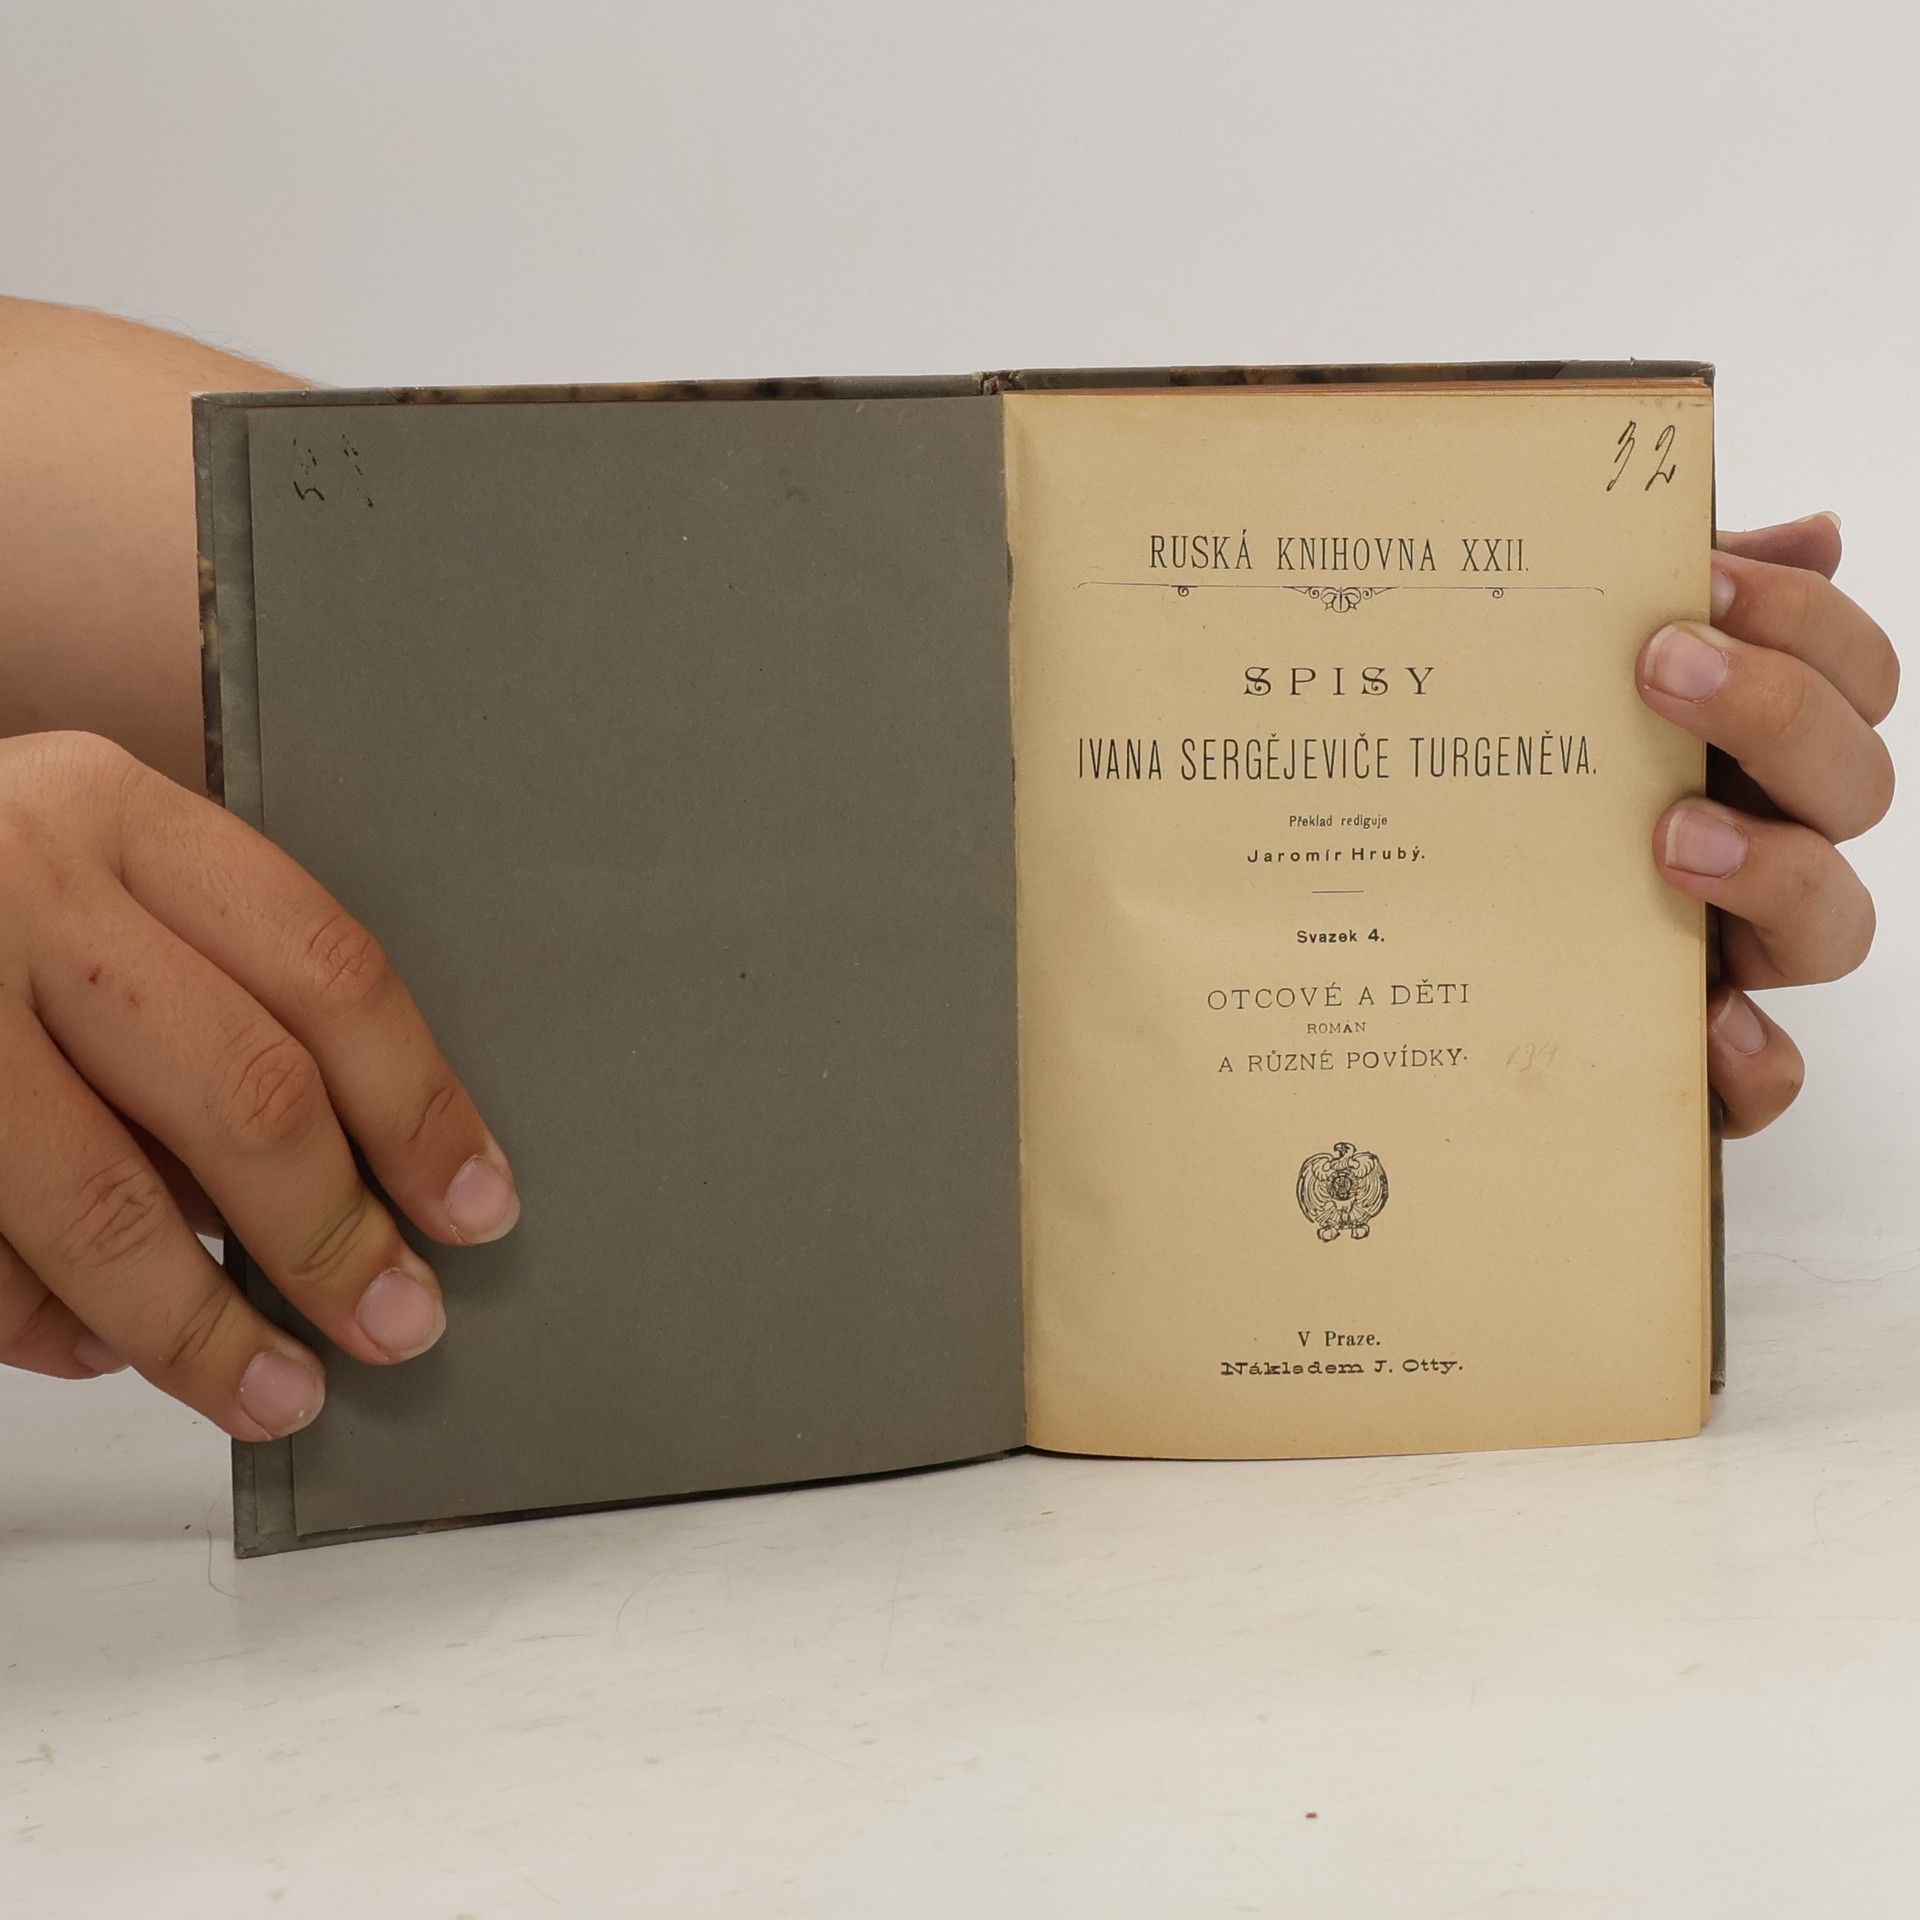 32
RUSKÁ KNIHOVNA XXII.
SPISY
IVANA SERGĚJEVIČE TURGENĚVA.
Překlad rediguje
Jaromír Hrubý.
Svazek 4.
OTCOVÉ A DĚTI
ROMÁN
A RŮZNÉ POVÍDKY.
134
V Praze.
Nákladem J. Otty.